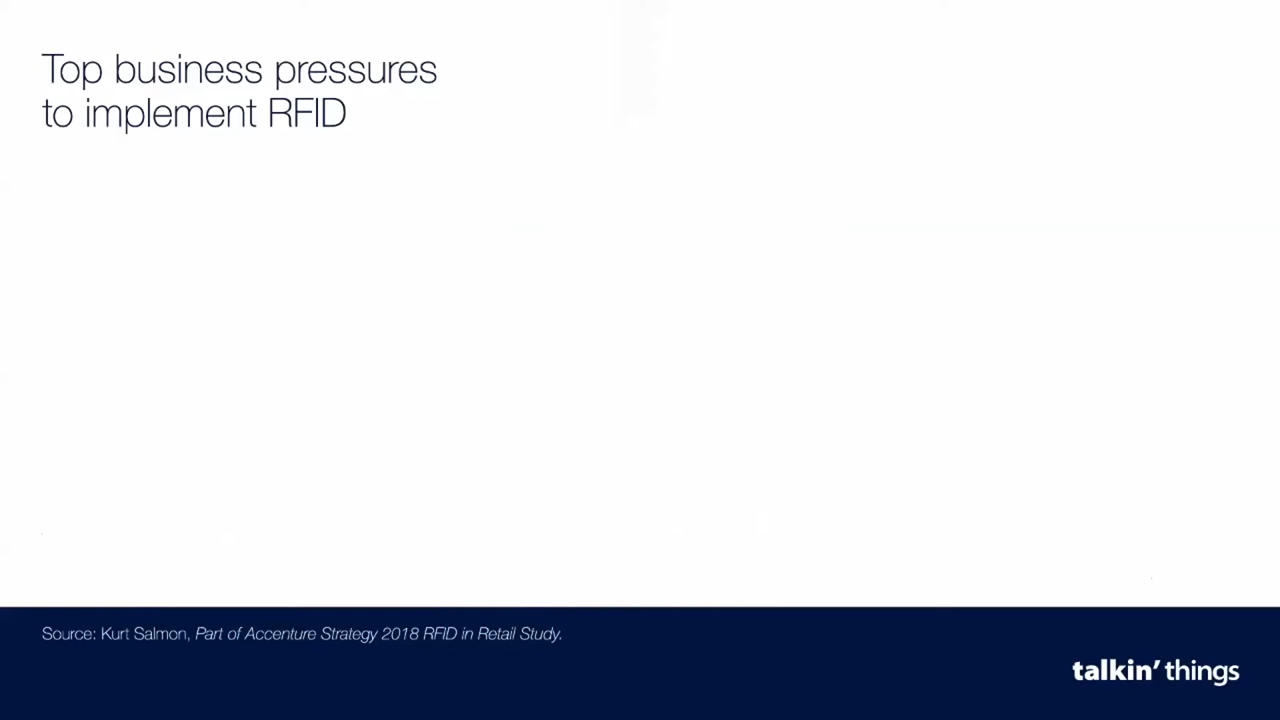 Top business pressures
to implement RFID
Source: Kurt Salmon, Part of Accenture Strategy 2018 RFID in Retail Study.
talkin' things